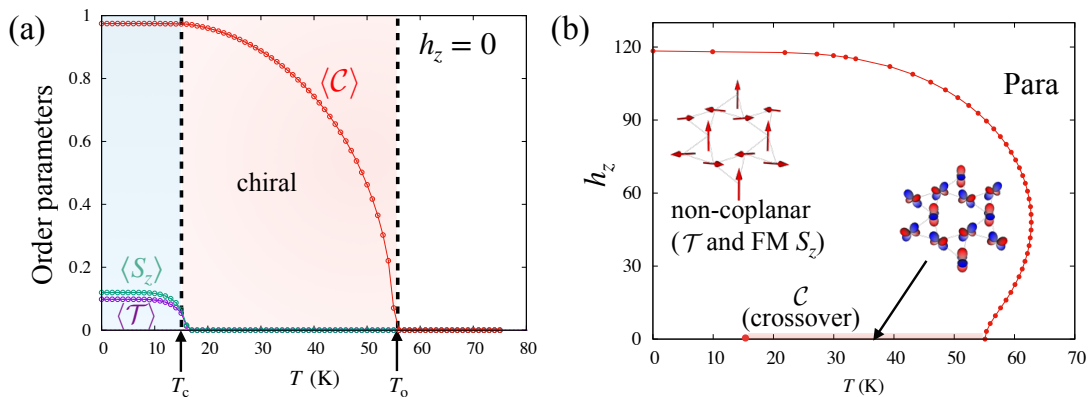 (a)
Order parameters
1
0.8
0.6
0.4
0.2
0
h_z = 0
⟨𝒞⟩
chiral
⟨S_z⟩
⟨𝒯⟩
0 10 20 30 40 50 60 70 80
T_c
T (K)
T_o
(b)
h_z
120
90
60
30
0
Para
non-coplanar
(𝒯 and FM S_z)
𝒞
(crossover)
0 10 20 30 40 50 60 70
T (K)